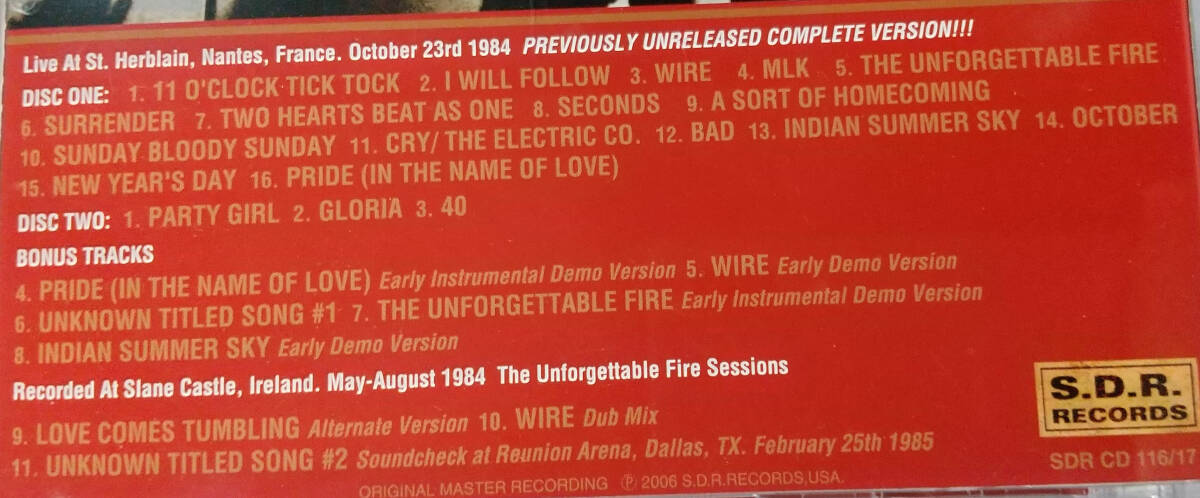 Live At St. Herblain, Nantes, France. October 23rd 1984 PREVIOUSLY UNRELEASED COMPLETE VERSION!!!
DISC ONE: 1. 11 O'CLOCK TICK TOCK 2. I WILL FOLLOW 3. WIRE 4. MLK 5. THE UNFORGETTABLE FIRE
6. SURRENDER 7. TWO HEARTS BEAT AS ONE 8. SECONDS 9. A SORT OF HOMECOMING
10. SUNDAY BLOODY SUNDAY 11. CRY/ THE ELECTRIC CO. 12. BAD 13. INDIAN SUMMER SKY 14. OCTOBER
15. NEW YEAR'S DAY 16. PRIDE (IN THE NAME OF LOVE)
DISC TWO: 1. PARTY GIRL 2. GLORIA 3. 40
BONUS TRACKS
4. PRIDE (IN THE NAME OF LOVE) Early Instrumental Demo Version 5. WIRE Early Demo Version
6. UNKNOWN TITLED SONG #1 7. THE UNFORGETTABLE FIRE Early Instrumental Demo Version
8. INDIAN SUMMER SKY Early Demo Version
Recorded At Slane Castle, Ireland. May-August 1984 The Unforgettable Fire Sessions
9. LOVE COMES TUMBLING Alternate Version 10. WIRE Dub Mix
11. UNKNOWN TITLED SONG #2 Soundcheck at Reunion Arena, Dallas, TX. February 25th 1985
S.D.R.
RECORDS
SDR CD 116/17
ORIGINAL MASTER RECORDING ℗ 2006 S.D.R.RECORDS,USA.